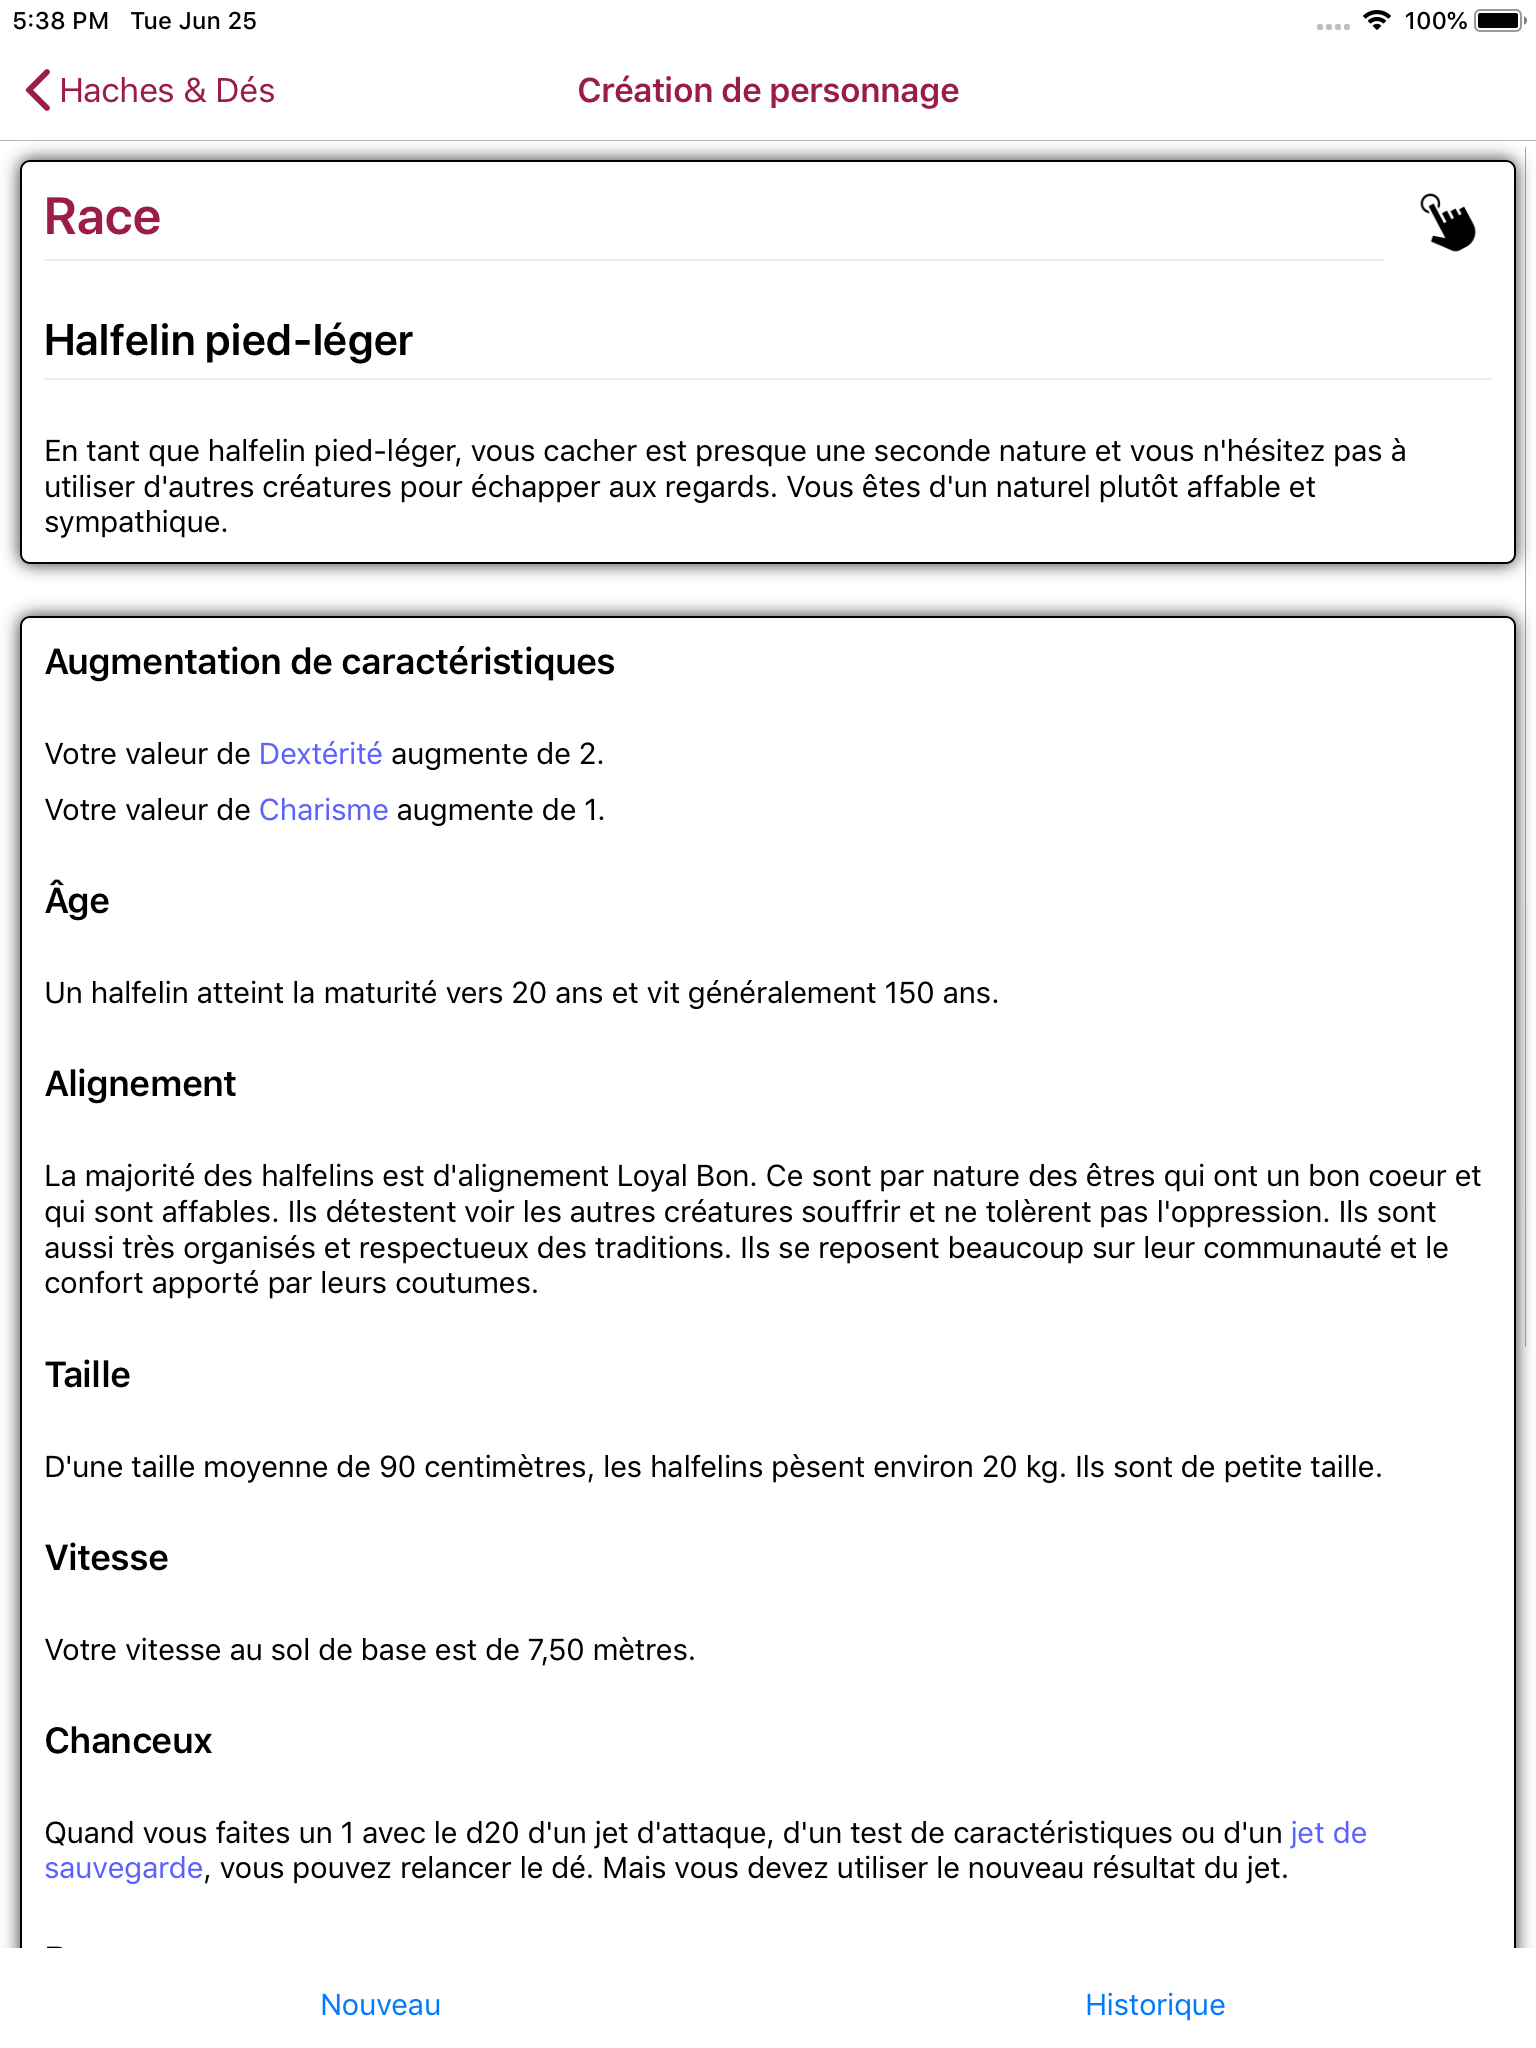 5:38 PM Tue Jun 25
100%
Haches & Dés
Création de personnage
Race
Halfelin pied-léger
En tant que halfelin pied-léger, vous cacher est presque une seconde nature et vous n'hésitez pas à
utiliser d'autres créatures pour échapper aux regards. Vous êtes d'un naturel plutôt affable et
sympathique.
Augmentation de caractéristiques
Votre valeur de Dextérité augmente de 2.
Votre valeur de Charisme augmente de 1.
Âge
Un halfelin atteint la maturité vers 20 ans et vit généralement 150 ans.
Alignement
La majorité des halfelins est d'alignement Loyal Bon. Ce sont par nature des êtres qui ont un bon coeur et
qui sont affables. Ils détestent voir les autres créatures souffrir et ne tolèrent pas l'oppression. Ils sont
aussi très organisés et respectueux des traditions. Ils se reposent beaucoup sur leur communauté et le
confort apporté par leurs coutumes.
Taille
D'une taille moyenne de 90 centimètres, les halfelins pèsent environ 20 kg. Ils sont de petite taille.
Vitesse
Votre vitesse au sol de base est de 7,50 mètres.
Chanceux
Quand vous faites un 1 avec le d20 d'un jet d'attaque, d'un test de caractéristiques ou d'un jet de
sauvegarde, vous pouvez relancer le dé. Mais vous devez utiliser le nouveau résultat du jet.
Nouveau
Historique